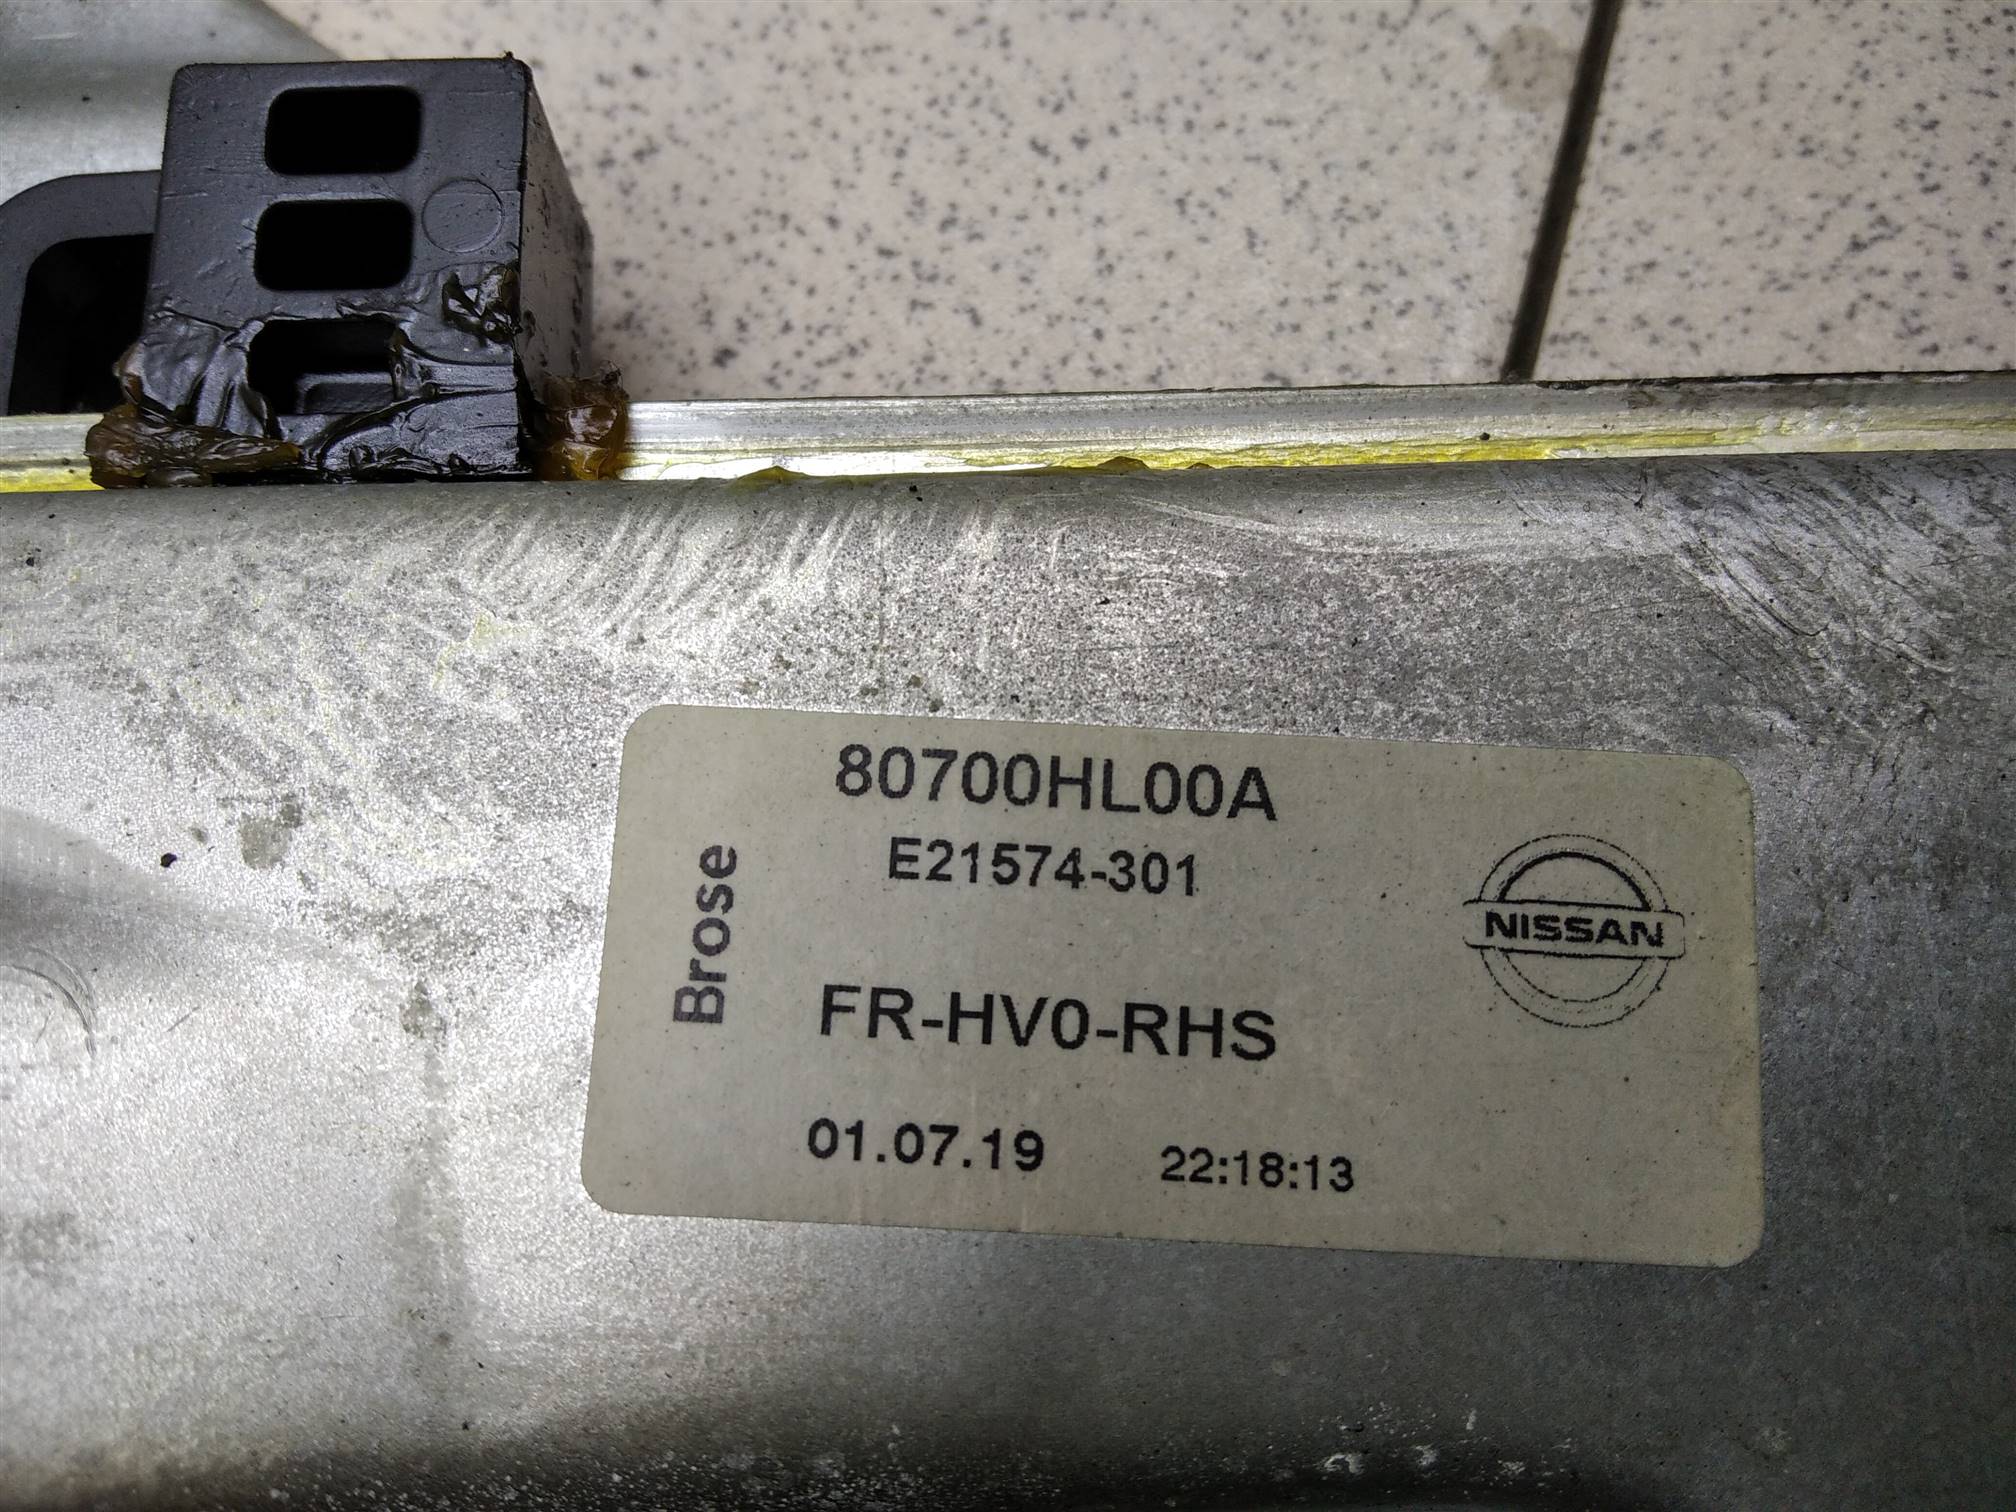 80700HL00A
E21574-301
Brose
NISSAN
FR-HV0-RHS
01.07.19 22:18:13